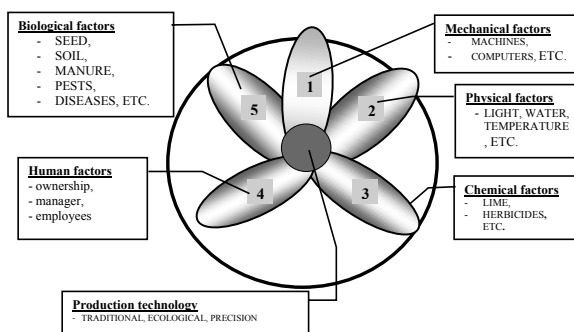 Biological factors
- SEED,
- SOIL,
- MANURE,
- PESTS,
- DISEASES, ETC.
Mechanical factors
- MACHINES,
- COMPUTERS, ETC.
Physical factors
- LIGHT, WATER,
TEMPERATURE
, ETC.
Chemical factors
- LIME,
- HERBICIDES,
ETC.
Human factors
- ownership,
- manager,
- employees
Production technology
- TRADITIONAL, ECOLOGICAL, PRECISION
1
2
3
4
5